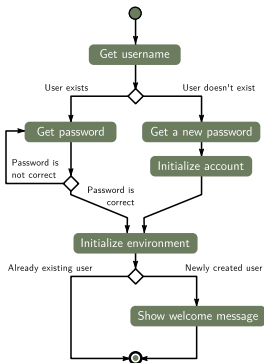 Get username
User exists
User doesn't exist
Get password
Get a new password
Password is
not correct
Initialize account
Password is
correct
Initialize environment
Already existing user
Newly created user
Show welcome message